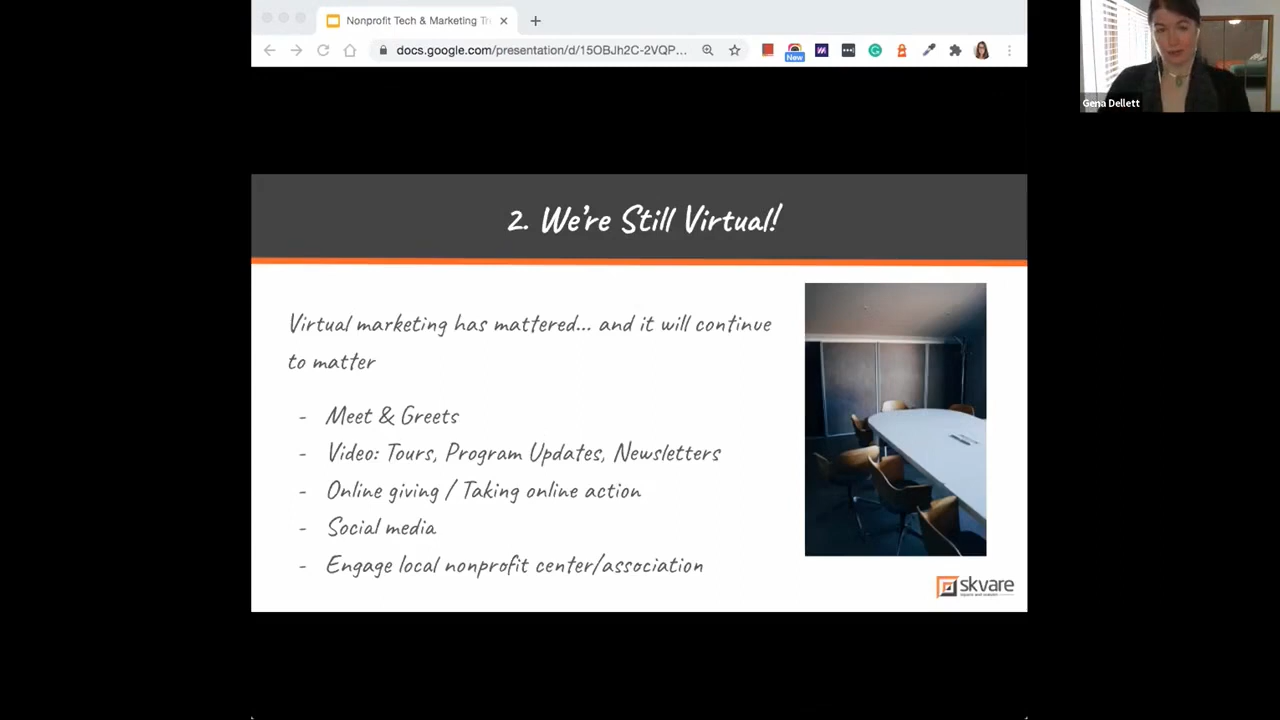 Nonprofit Tech & Marketing Tr
docs.google.com/presentation/d/15OBJh2C-2VQP...
New
Gena Dellett
2. We're Still Virtual!
Virtual marketing has mattered... and it will continue
to matter
- Meet & Greets
- Video: Tours, Program Updates, Newsletters
- Online giving / Taking online action
- Social media
- Engage local nonprofit center/association
skvare